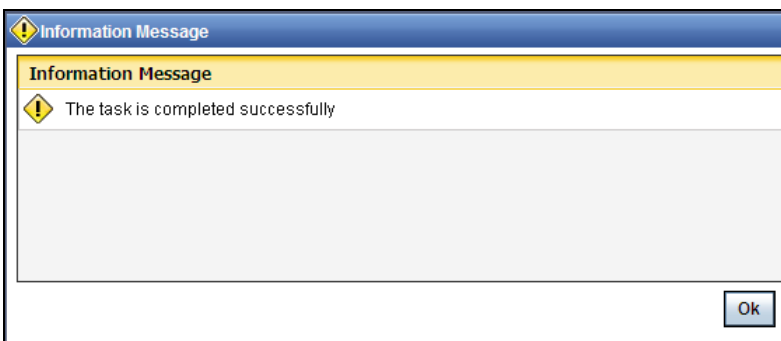 Information Message
Information Message
The task is completed successfully
Ok